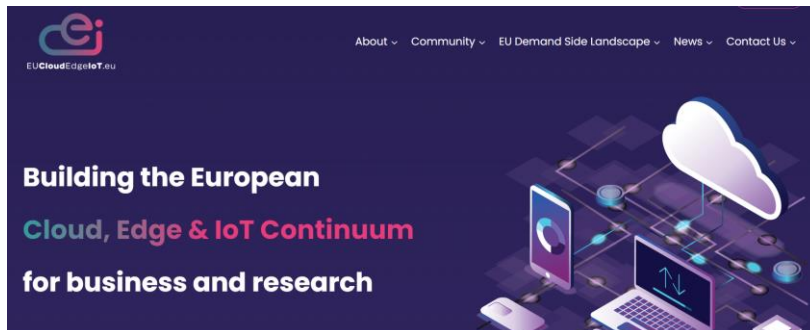 cei
EUCloudEdgeIoT.eu
About
Community
EU Demand Side Landscape
News
Contact Us
Building the European
Cloud, Edge & IoT Continuum
for business and research